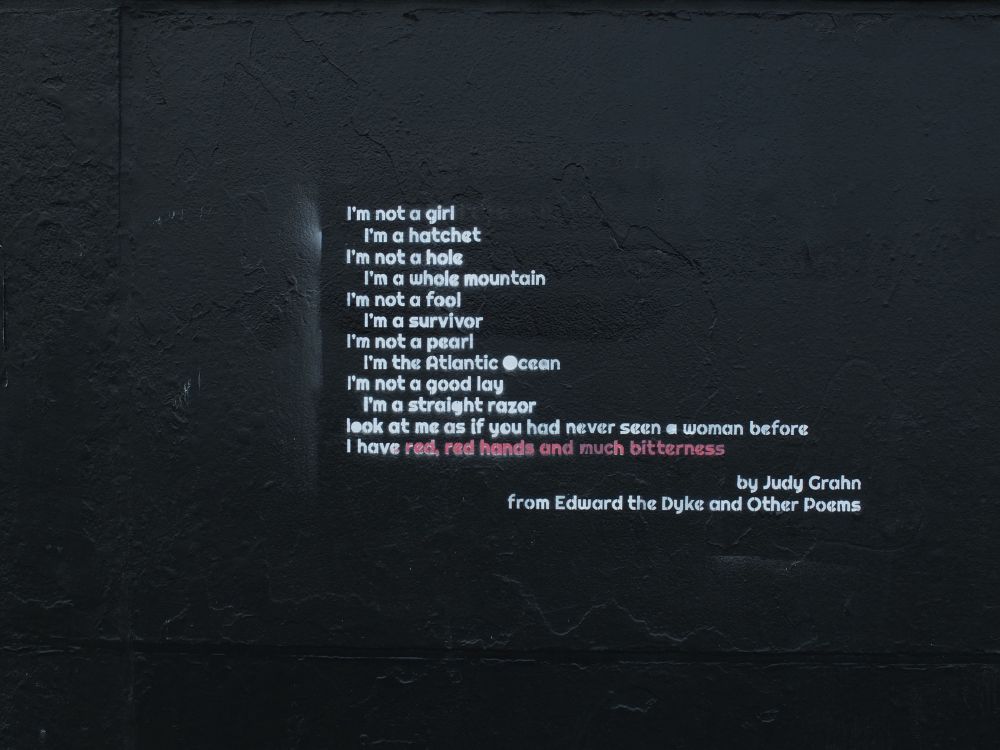 I'm not a girl
I'm a hatchet
I'm not a hole
I'm a whole mountain
I'm not a fool
I'm a survivor
I'm not a pearl
I'm the Atlantic Ocean
I'm not a good lay
I'm a straight razor
look at me as if you had never seen a woman before
I have red, red hands and much bitterness
by Judy Grahn
from Edward the Dyke and Other Poems